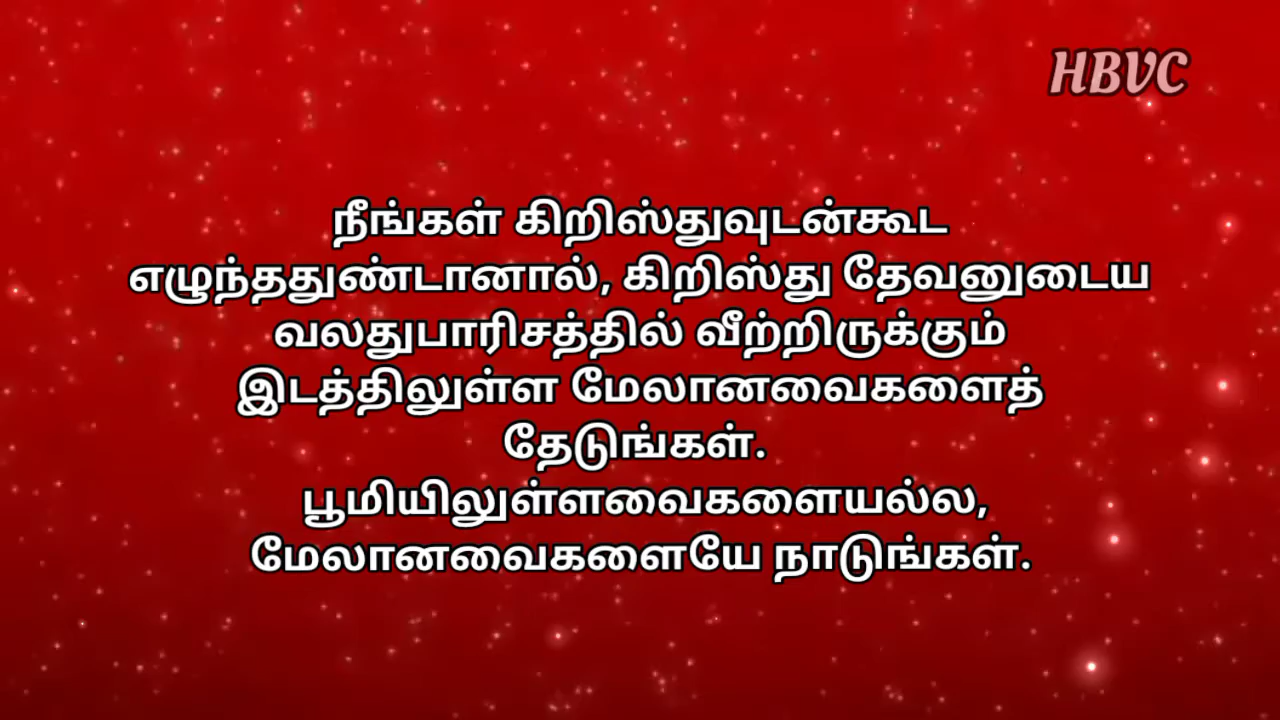 HBVC
நீங்கள் கிறிஸ்துவுடன்கூட
எழுந்ததுண்டானால், கிறிஸ்து தேவனுடைய
வலதுபாரிசத்தில் வீற்றிருக்கும்
இடத்திலுள்ள மேலானவைகளைத்
தேடுங்கள்.
பூமியிலுள்ளவைகளையல்ல,
மேலானவைகளையே நாடுங்கள்.